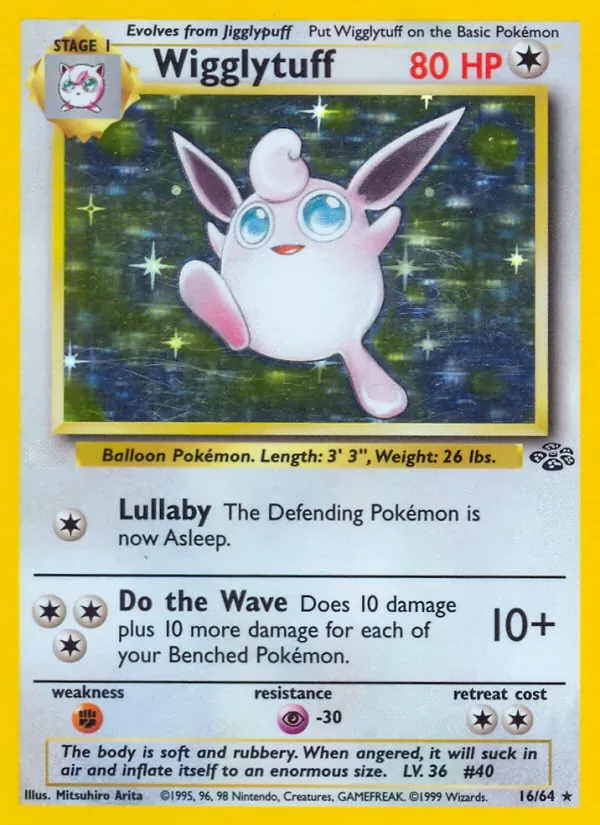 Evolves from Jigglypuff Put Wigglytuff on the Basic Pokémon
STAGE 1
Wigglytuff 80 HP
Balloon Pokémon. Length: 3' 3", Weight: 26 lbs.
Lullaby The Defending Pokémon is
now Asleep.
Do the Wave Does 10 damage
plus 10 more damage for each of
your Benched Pokémon.
10+
weakness resistance retreat cost
-30
The body is soft and rubbery. When angered, it will suck in
air and inflate itself to an enormous size. LV. 36 #40
Illus. Mitsuhiro Arita ©1995, 96, 98 Nintendo, Creatures, GAMEFREAK. ©1999 Wizards. 16/64 ★